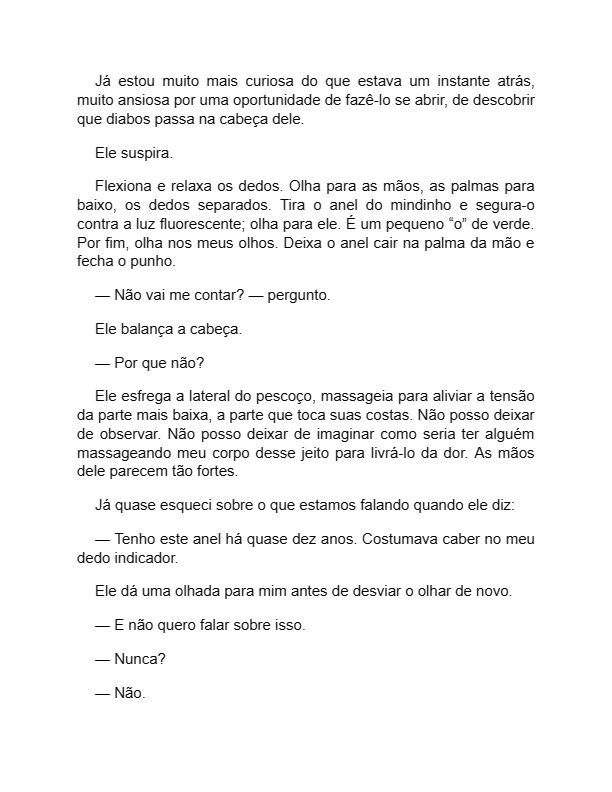 Já estou muito mais curiosa do que estava um instante atrás,
muito ansiosa por uma oportunidade de fazê-lo se abrir, de descobrir
que diabos passa na cabeça dele.
Ele suspira.
Flexiona e relaxa os dedos. Olha para as mãos, as palmas para
baixo, os dedos separados. Tira o anel do mindinho e segura-o
contra a luz fluorescente; olha para ele. É um pequeno “o” de verde.
Por fim, olha nos meus olhos. Deixa o anel cair na palma da mão e
fecha o punho.
— Não vai me contar? — pergunto.
Ele balança a cabeça.
— Por que não?
Ele esfrega a lateral do pescoço, massageia para aliviar a tensão
da parte mais baixa, a parte que toca suas costas. Não posso deixar
de observar. Não posso deixar de imaginar como seria ter alguém
massageando meu corpo desse jeito para livrá-lo da dor. As mãos
dele parecem tão fortes.
Já quase esqueci sobre o que estamos falando quando ele diz:
— Tenho este anel há quase dez anos. Costumava caber no meu
dedo indicador.
Ele dá uma olhada para mim antes de desviar o olhar de novo.
— E não quero falar sobre isso.
— Nunca?
— Não.